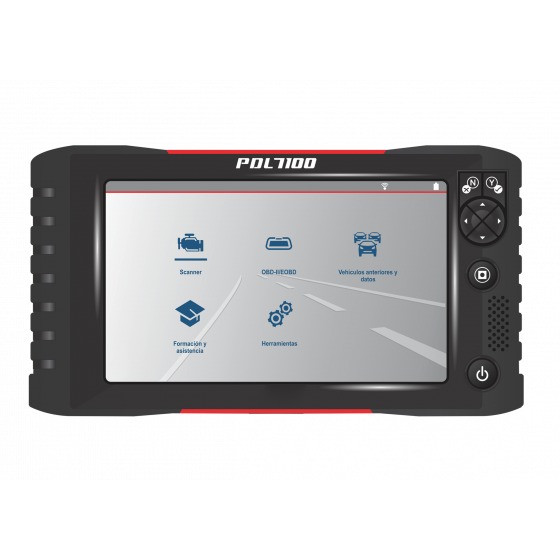 PDL7100
N Y
Scanner
OBD-II/EOBD
Vehículos anteriores y
datos
Formación y
asistencia
Herramientas